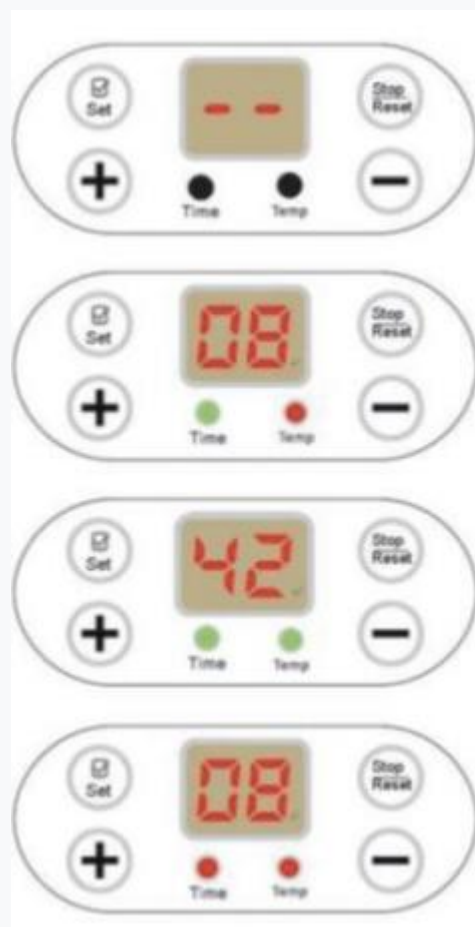 Set -- Stop
Reset
Time Temp
Set 08 Stop
Reset
Time Temp
Set 42 Stop
Reset
Time Temp
Set 08 Stop
Reset
Time Temp